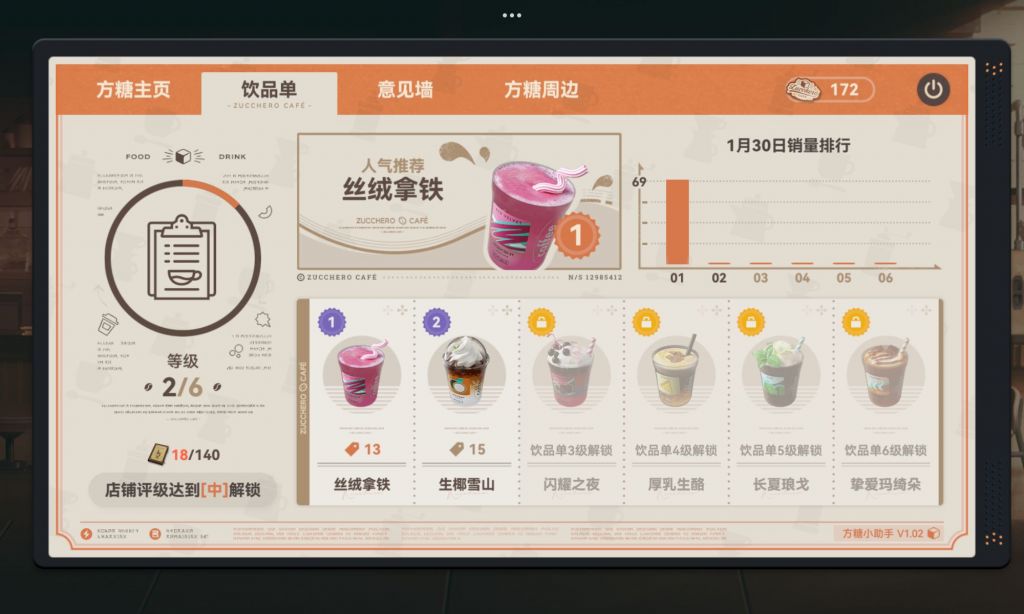 方糖主页
饮品单
- ZUCCHERO CAFÉ -
意见墙
方糖周边
172
FOOD
DRINK
等级
2/6
18/140
店铺评级达到[中]解锁
人气推荐
丝绒拿铁
ZUCCHERO CAFÉ
1
© ZUCCHERO CAFÉ
N/S 12985412
1月30日销量排行
69
01
02
03
04
05
06
ZUCCHERO CAFÉ
1
13
丝绒拿铁
2
15
生椰雪山
饮品单3级解锁
闪耀之夜
饮品单4级解锁
厚乳生酪
饮品单5级解锁
长夏琅戈
饮品单6级解锁
挚爱玛绮朵
方糖小助手 V1.02